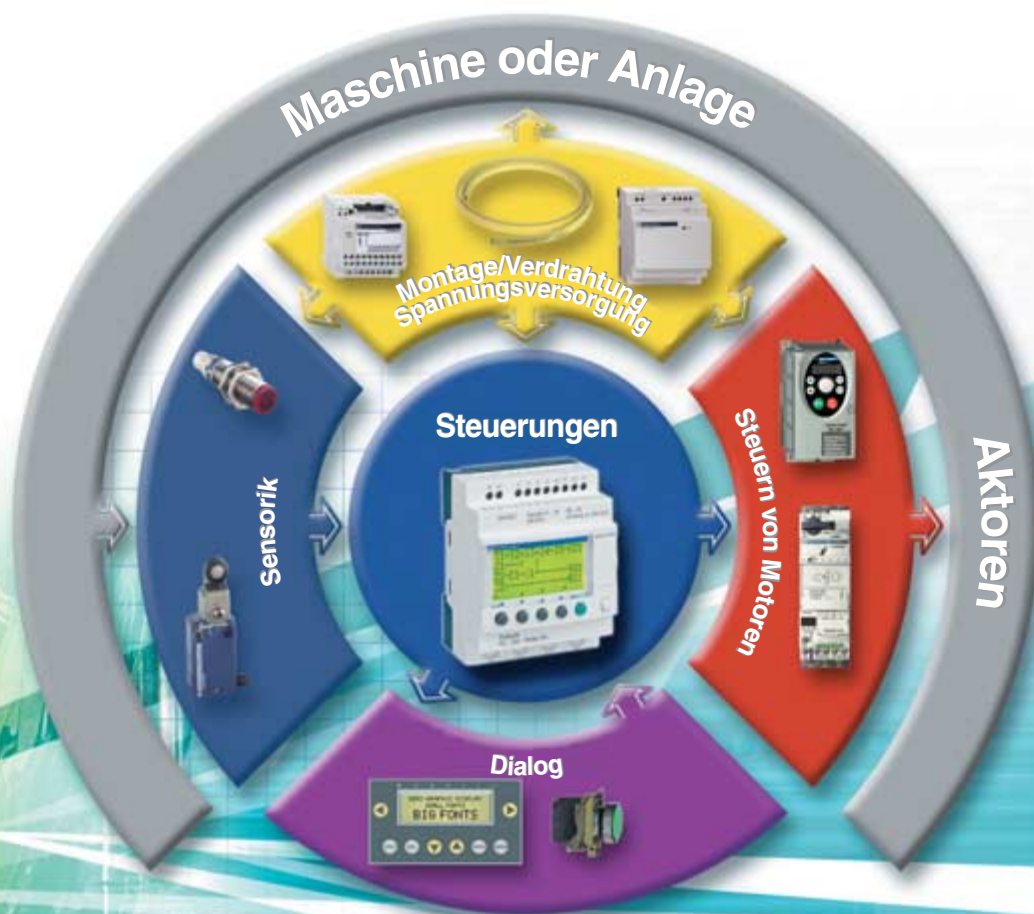 Maschine oder Anlage
Montage/Verdrahtung
Spannungsversorgung
Steuerungen
Sensorik
Steuern von Motoren
Aktoren
Dialog
BIG FONTS